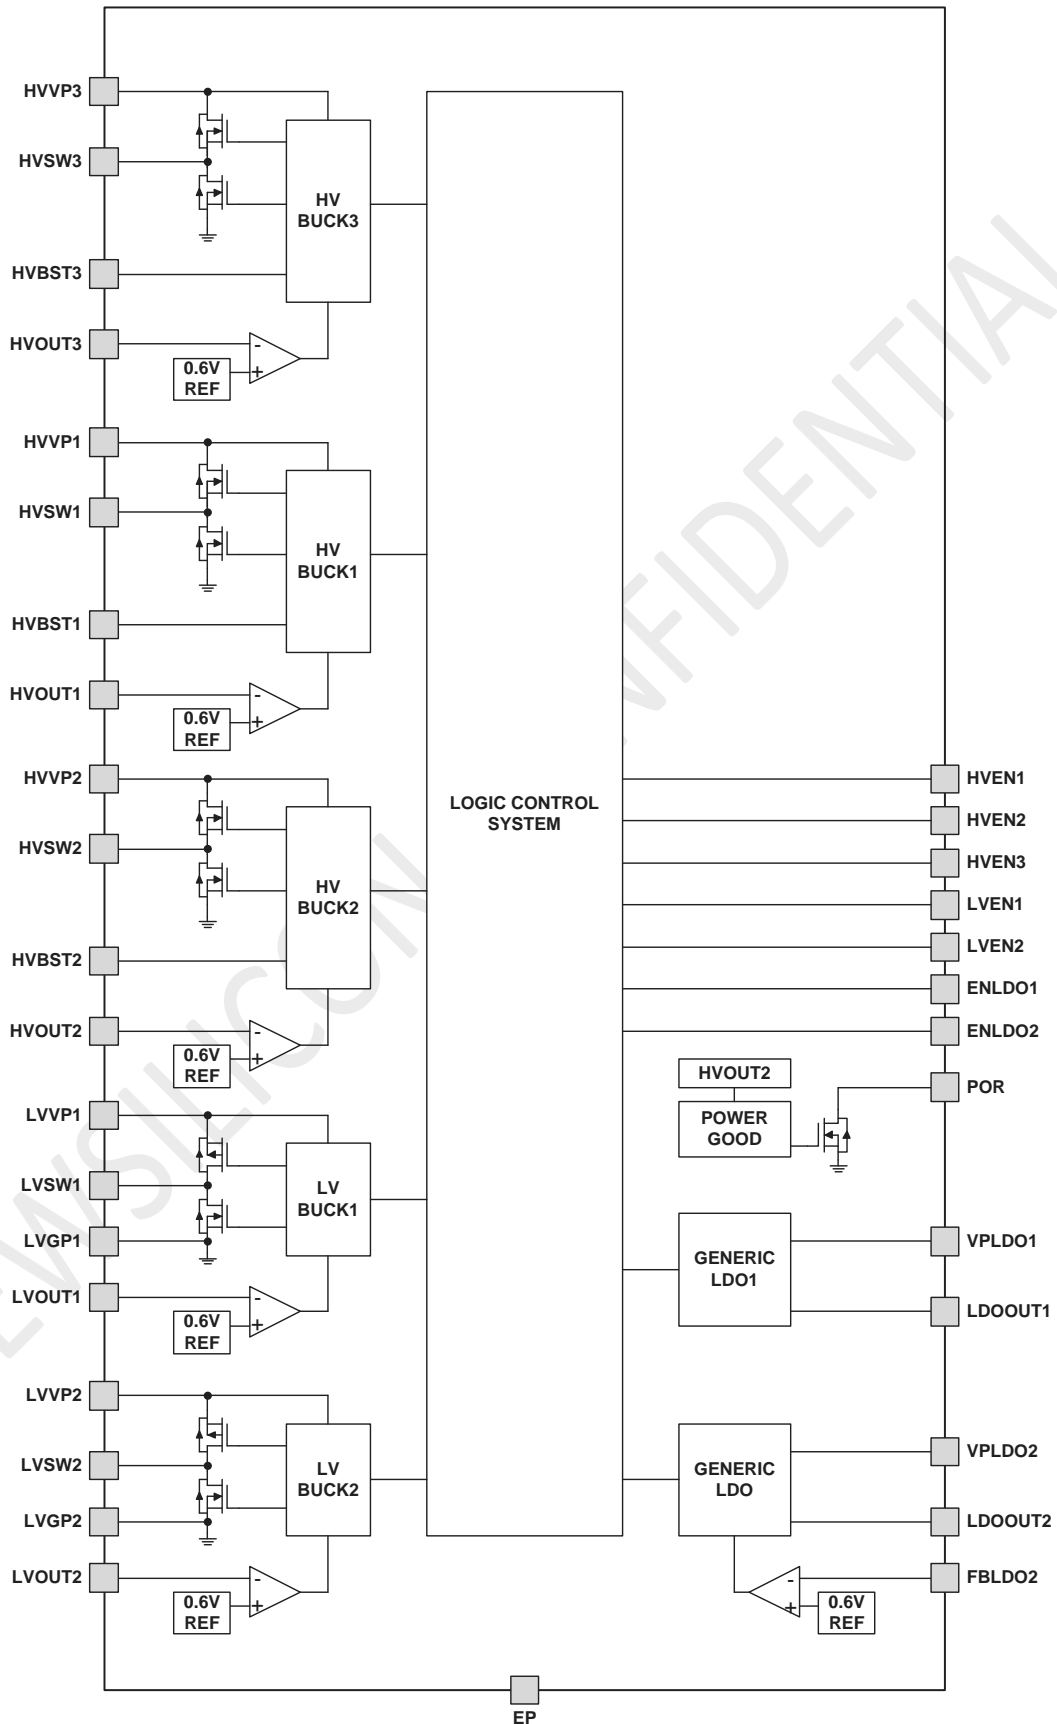 HVVP3
HVSW3
HV
BUCK3
HVBST3
HVOUT3
-
+
0.6V
REF
HVVP1
HVSW1
HV
BUCK1
HVBST1
HVOUT1
-
+
0.6V
REF
HVVP2
HVSW2
HV
BUCK2
HVBST2
HVOUT2
-
+
0.6V
REF
LVVP1
LVSW1
LV
BUCK1
LVGP1
LVOUT1
-
+
0.6V
REF
LVVP2
LVSW2
LV
BUCK2
LVGP2
LVOUT2
-
+
0.6V
REF
LOGIC CONTROL
SYSTEM
HVEN1
HVEN2
HVEN3
LVEN1
LVEN2
ENLDO1
ENLDO2
HVOUT2
POWER
GOOD
POR
GENERIC
LDO1
VPLDO1
LDOOUT1
GENERIC
LDO
VPLDO2
LDOOUT2
-
+
0.6V
REF
FBLDO2
EP